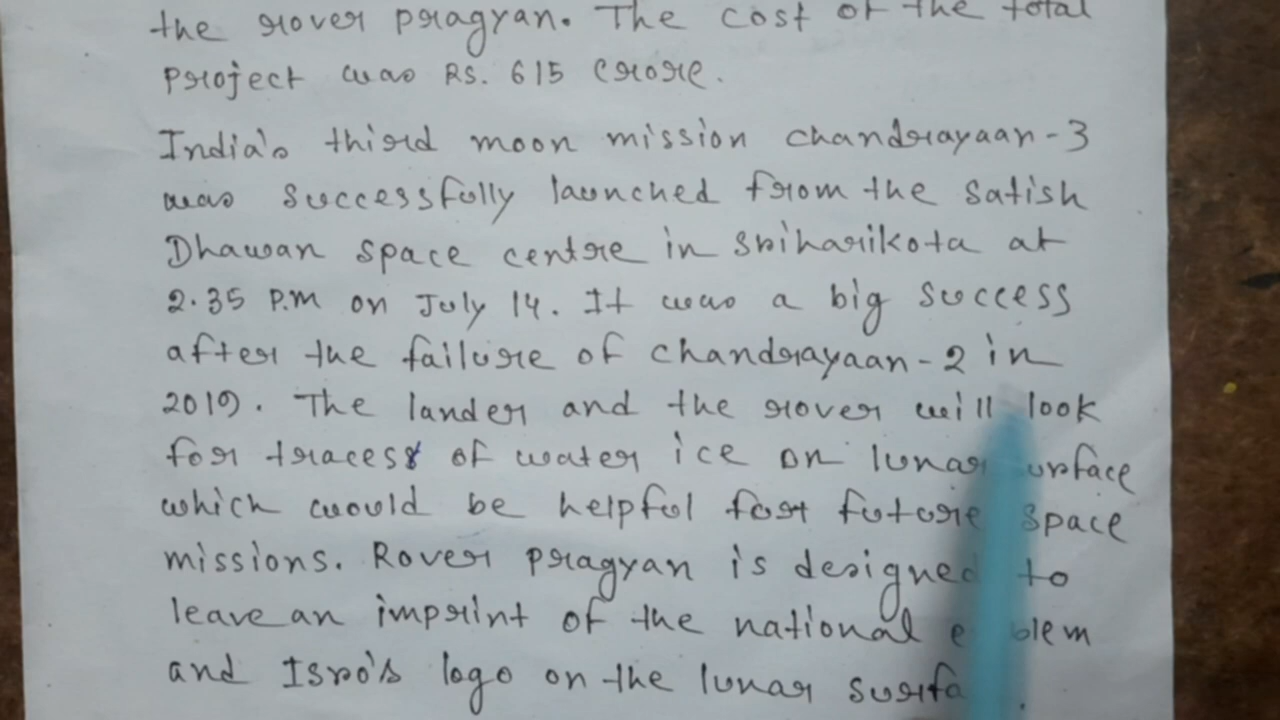 the rover pragyan. The cost of the total
project was RS. 615 crore.
India's third moon mission chandrayaan-3
was successfully launched from the satish
Dhawan space centre in sriharikota at
2.35 P.M on July 14. It was a big success
after the failure of chandrayaan-2 in
2019. The lander and the rover will look
for traces of water ice on lunar surface
which would be helpful for future space
missions. Rover pragyan is designed to
leave an imprint of the national emblem
and Isro's logo on the lunar surfa